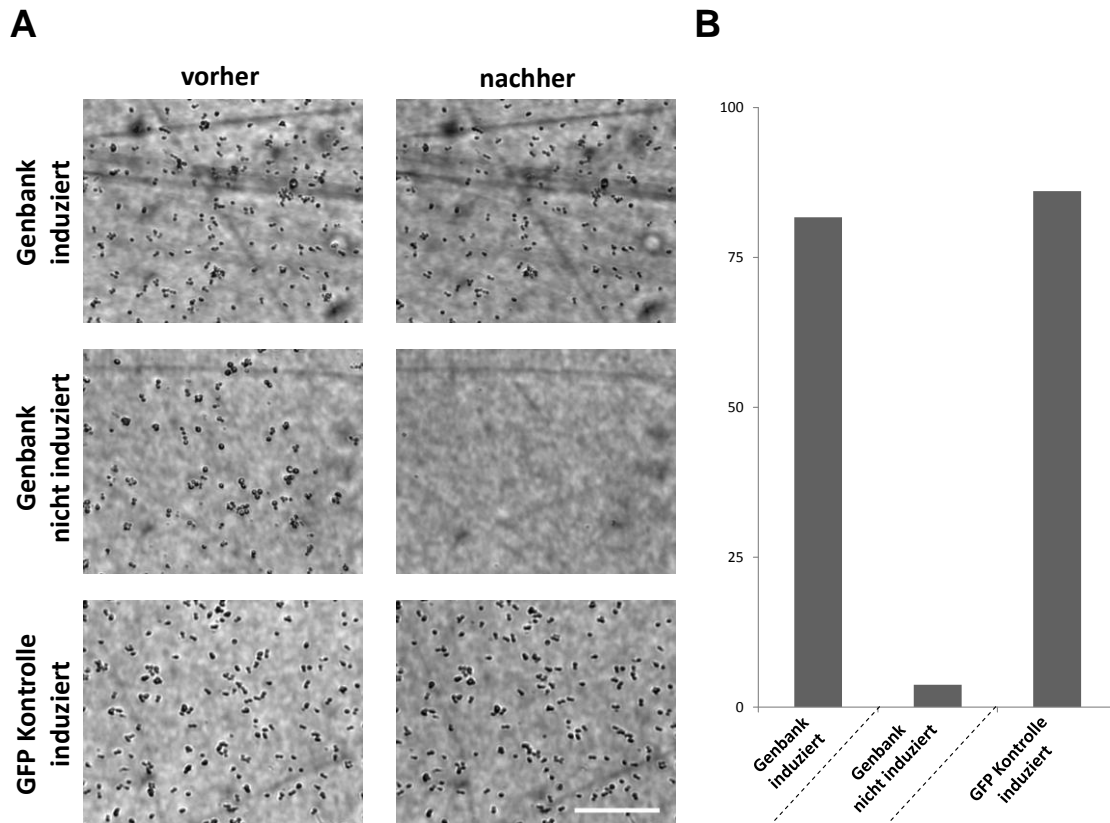 A
B
vorher
nachher
Genbank
induziert
Genbank
nicht induziert
GFP Kontrolle
induziert
100
75
50
25
0
Genbank
induziert
Genbank
nicht induziert
GFP Kontrolle
induziert